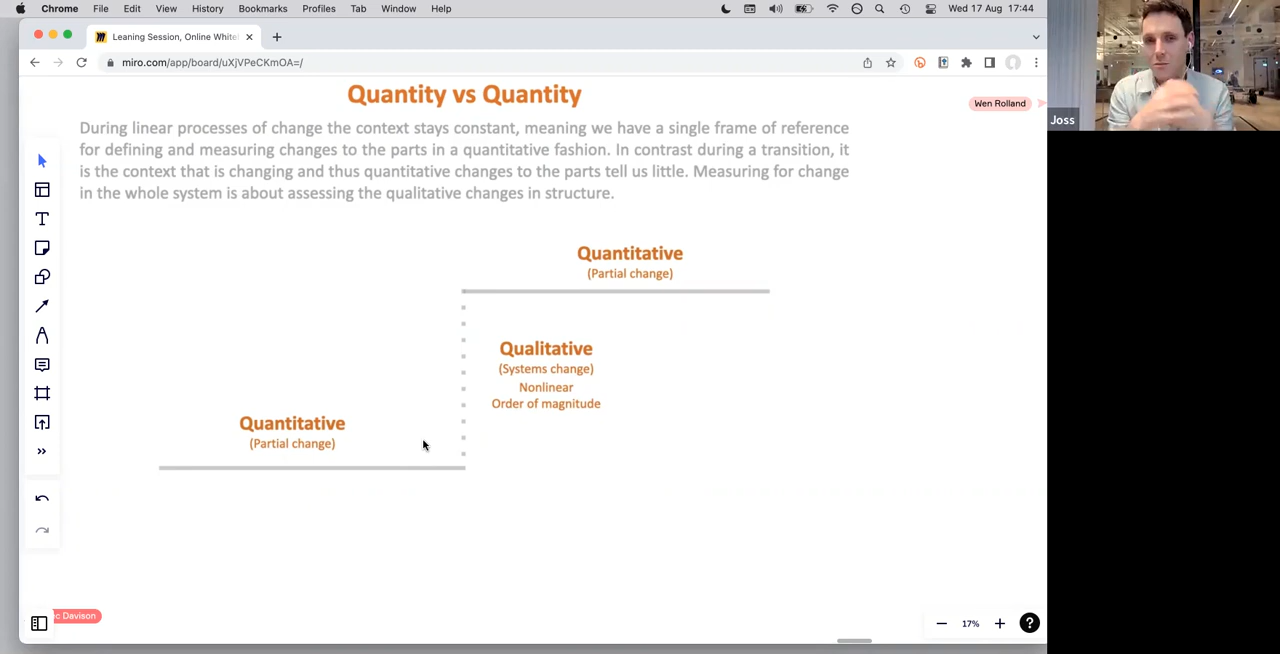 Chrome File Edit View History Bookmarks Profiles Tab Window Help Wed 17 Aug 17:44
Leaning Session, Online White
miro.com/app/board/uXjVPeCKmOA=/
Quantity vs Quantity
Wen Rolland
Joss
During linear processes of change the context stays constant, meaning we have a single frame of reference
for defining and measuring changes to the parts in a quantitative fashion. In contrast during a transition, it
is the context that is changing and thus quantitative changes to the parts tell us little. Measuring for change
in the whole system is about assessing the qualitative changes in structure.
Quantitative
(Partial change)
Qualitative
(Systems change)
Nonlinear
Order of magnitude
Quantitative
(Partial change)
c Davison
17%